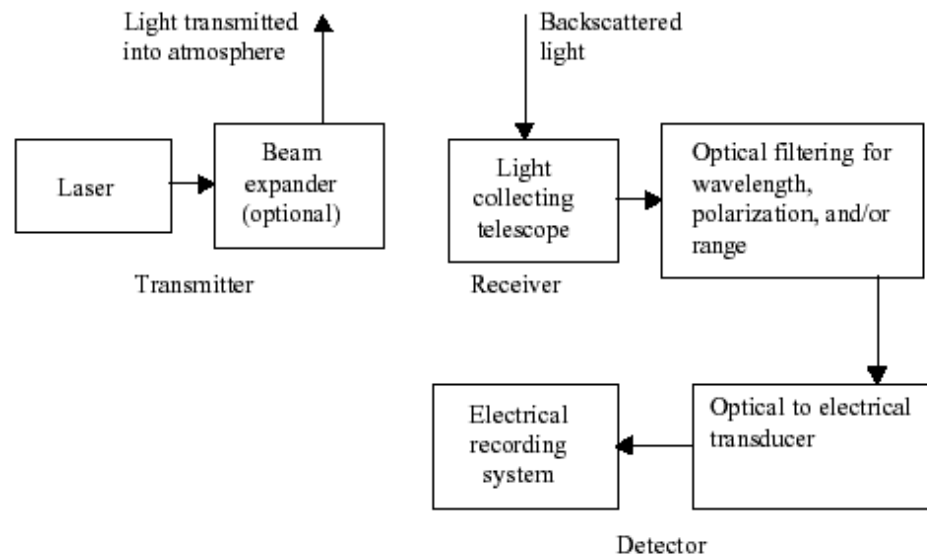 Light transmitted
into atmosphere
Backscattered
light
Laser
Beam
expander
(optional)
Light
collecting
telescope
Optical filtering for
wavelength,
polarization, and/or
range
Transmitter
Receiver
Electrical
recording
system
Optical to electrical
transducer
Detector